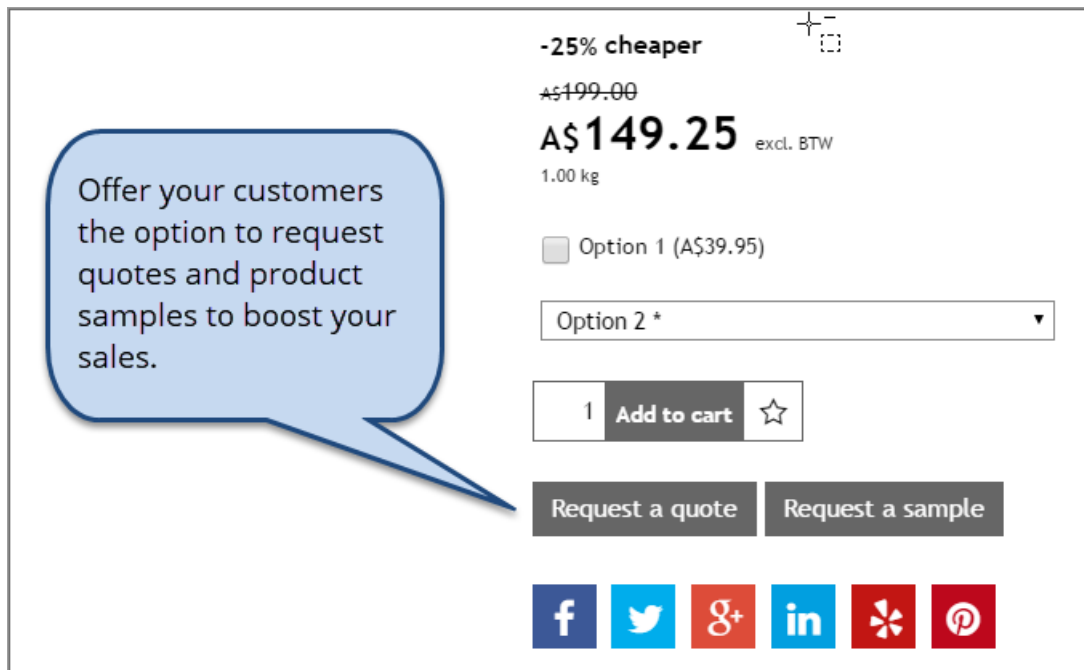 -25% cheaper
A$199.00
A$149.25 excl. BTW
1.00 kg
Offer your customers
the option to request
quotes and product
samples to boost your
sales.
Option 1 (A$39.95)
Option 2 *
1 Add to cart
Request a quote Request a sample
f g+ in